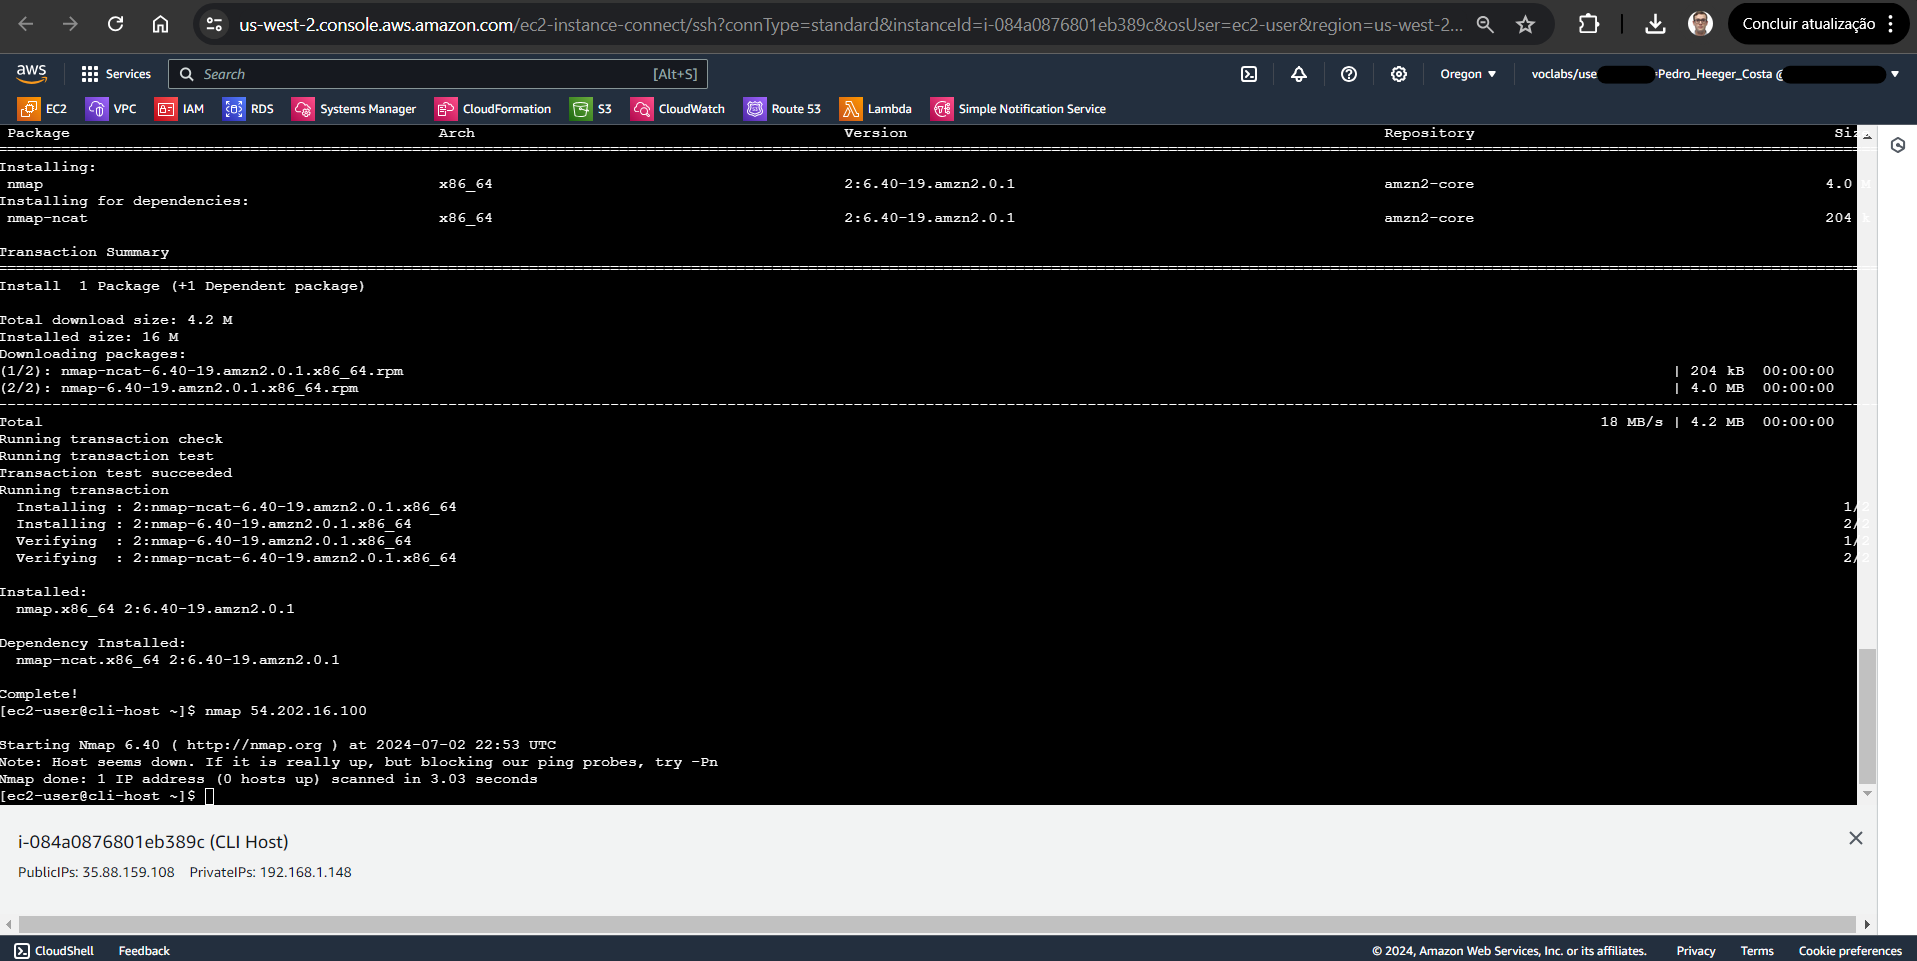 us-west-2.console.aws.amazon.com/ec2-instance-connect/ssh?connType=standard&instanceId=i-084a0876801eb389c&osUser=ec2-user&region=us-west-2...
Concluir atualização
aws
Services
Search
[Alt+S]
Oregon
voclabs/use
Pedro_Heeger_Costa @
EC2 VPC IAM RDS Systems Manager CloudFormation S3 CloudWatch Route 53 Lambda Simple Notification Service
Package Arch Version Repository Siz
Installing:
nmap x86_64 2:6.40-19.amzn2.0.1 amzn2-core 4.0 M
Installing for dependencies:
nmap-ncat x86_64 2:6.40-19.amzn2.0.1 amzn2-core 204 k
Transaction Summary
Install  1 Package (+1 Dependent package)
Total download size: 4.2 M
Installed size: 16 M
Downloading packages:
(1/2): nmap-ncat-6.40-19.amzn2.0.1.x86_64.rpm | 204 kB  00:00:00
(2/2): nmap-6.40-19.amzn2.0.1.x86_64.rpm | 4.0 MB  00:00:00
Total 18 MB/s | 4.2 MB  00:00:00
Running transaction check
Running transaction test
Transaction test succeeded
Running transaction
Installing : 2:nmap-ncat-6.40-19.amzn2.0.1.x86_64 1/2
Installing : 2:nmap-6.40-19.amzn2.0.1.x86_64 2/2
Verifying  : 2:nmap-6.40-19.amzn2.0.1.x86_64 1/2
Verifying  : 2:nmap-ncat-6.40-19.amzn2.0.1.x86_64 2/2
Installed:
nmap.x86_64 2:6.40-19.amzn2.0.1
Dependency Installed:
nmap-ncat.x86_64 2:6.40-19.amzn2.0.1
Complete!
[ec2-user@cli-host ~]$ nmap 54.202.16.100
Starting Nmap 6.40 ( http://nmap.org ) at 2024-07-02 22:53 UTC
Note: Host seems down. If it is really up, but blocking our ping probes, try -Pn
Nmap done: 1 IP address (0 hosts up) scanned in 3.03 seconds
[ec2-user@cli-host ~]$
i-084a0876801eb389c (CLI Host)
PublicIPs: 35.88.159.108 PrivateIPs: 192.168.1.148
CloudShell Feedback © 2024, Amazon Web Services, Inc. or its affiliates. Privacy Terms Cookie preferences